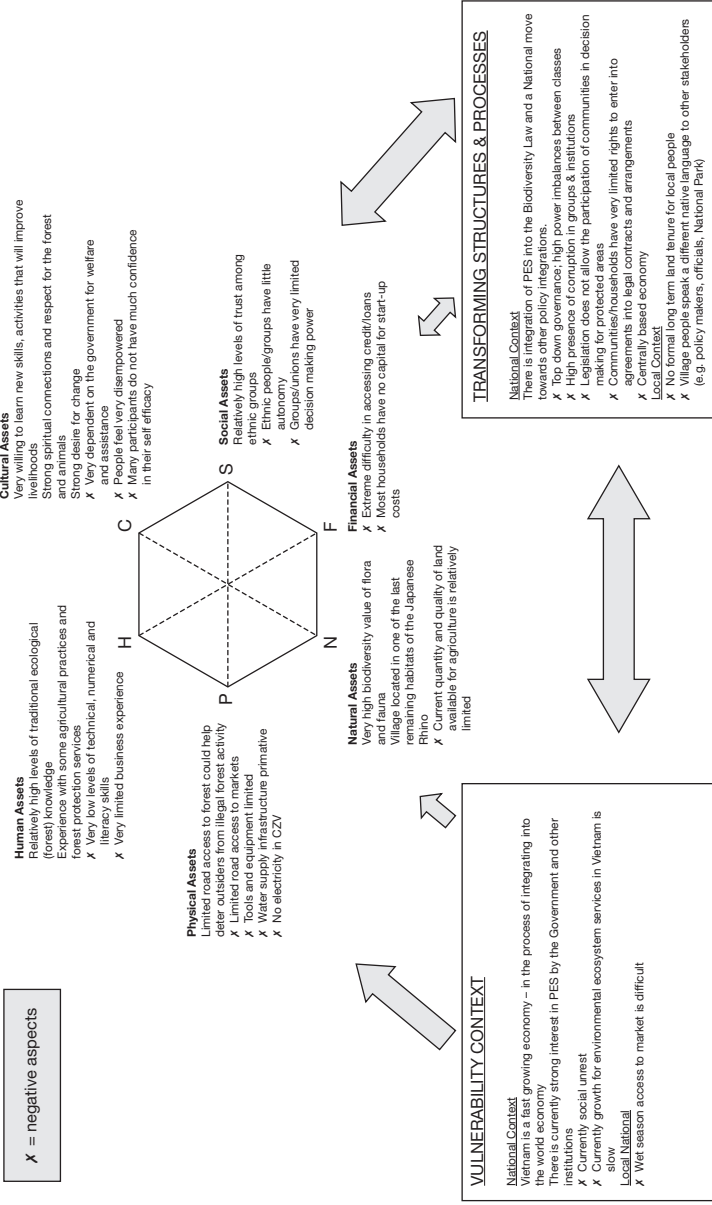 ✗ = negative aspects
Human Assets
Relatively high levels of traditional ecological
(forest) knowledge
Experience with some agricultural practices and
forest protection services
✗ Very low levels of technical, numerical and
literacy skills
✗ Very limited business experience
Cultural Assets
Very willing to learn new skills, activities that will improve
livelihoods
Strong spiritual connections and respect for the forest
and animals
Strong desire for change
✗ Very dependent on the government for welfare
and assistance
✗ People feel very disempowered
✗ Many participants do not have much confidence
in their self efficacy
Physical Assets
Limited road access to forest could help
deter outsiders from illegal forest activity
✗ Limited road access to markets
✗ Tools and equipment limited
✗ Water supply infrastructure primative
✗ No electricity in CZV
H
C
P
S
N
F
Social Assets
Relatively high levels of trust among
ethnic groups
✗ Ethnic people/groups have little
autonomy
✗ Groups/unions have very limited
decision making power
Natural Assets
Very high biodiversity value of flora
and fauna
Village located in one of the last
remaining habitats of the Japanese
Rhino
✗ Current quantity and quality of land
available for agriculture is relatively
limited
Financial Assets
✗ Extreme difficulty in accessing credit/loans
✗ Most households have no capital for start-up
costs
VULNERABILITY CONTEXT
National Context
Vietnam is a fast growing economy – in the process of integrating into
the world economy
There is currently strong interest in PES by the Government and other
institutions
✗ Currently social unrest
✗ Currently growth for environmental ecosystem services in Vietnam is
slow
Local National
✗ Wet season access to market is difficult
TRANSFORMING STRUCTURES & PROCESSES
National Context
There is integration of PES into the Biodiversity Law and a National move
towards other policy integrations.
✗ Top down governance; high power imbalances between classes
✗ High presence of corruption in groups & institutions
✗ Legislation does not allow the participation of communities in decision
making for protected areas
✗ Communities/households have very limited rights to enter into
agreements into legal contracts and arrangements
✗ Centrally based economy
Local Context
✗ No formal long term land tenure for local people
✗ Village people speak a different native language to other stakeholders
(e.g. policy makers, officials, National Park)